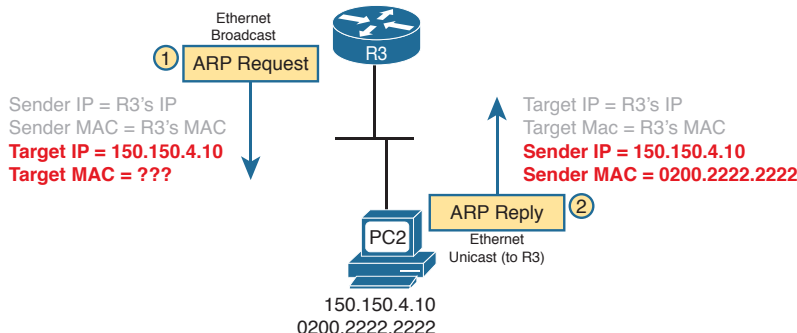 Ethernet
Broadcast
1
ARP Request
R3
Sender IP = R3's IP
Sender MAC = R3's MAC
Target IP = 150.150.4.10
Target MAC = ???
Target IP = R3's IP
Target Mac = R3's MAC
Sender IP = 150.150.4.10
Sender MAC = 0200.2222.2222
ARP Reply
2
Ethernet
Unicast (to R3)
PC2
150.150.4.10
0200.2222.2222